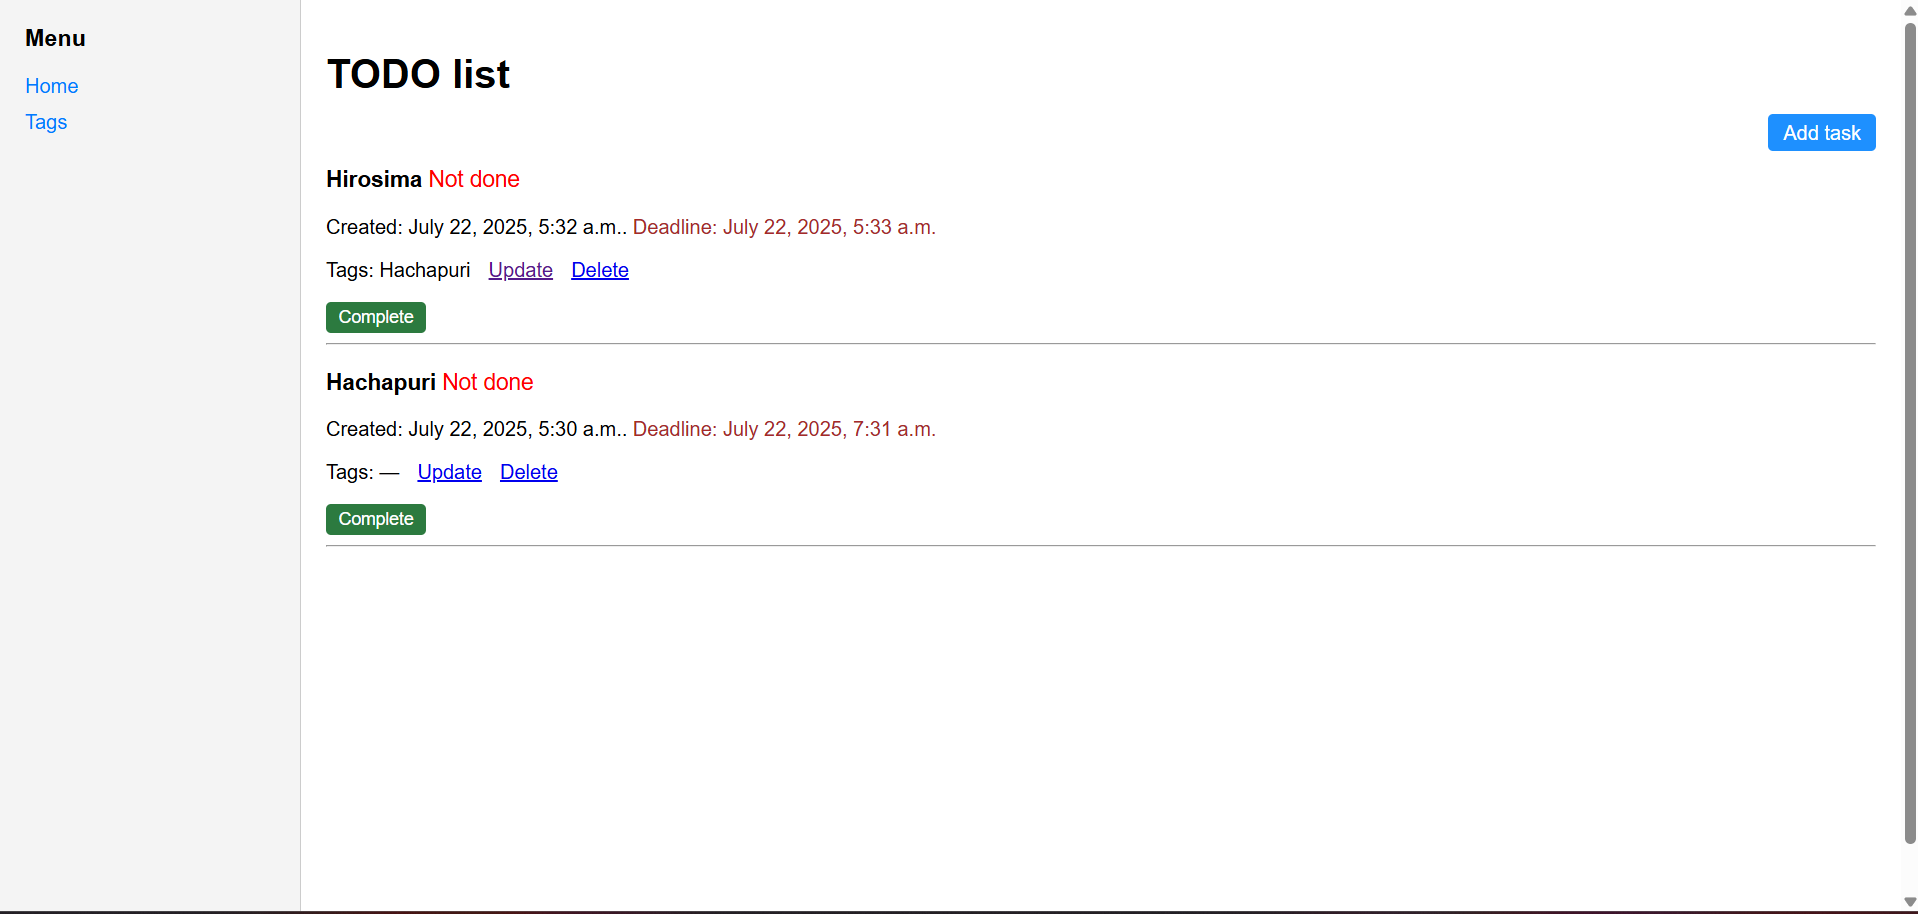 Menu
Home
Tags
TODO list
Add task
Hirosima Not done
Created: July 22, 2025, 5:32 a.m.. Deadline: July 22, 2025, 5:33 a.m.
Tags: Hachapuri Update Delete
Complete
Hachapuri Not done
Created: July 22, 2025, 5:30 a.m.. Deadline: July 22, 2025, 7:31 a.m.
Tags: — Update Delete
Complete